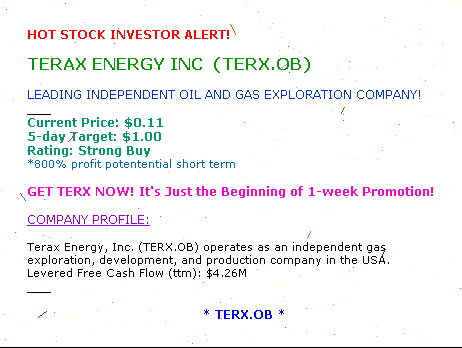 HOT STOCK INVESTOR ALERT!
TERAX ENERGY INC (TERX.OB)
LEADING INDEPENDENT OIL AND GAS EXPLORATION COMPANY!
Current Price: $0.11
5-day Target: $1.00
Rating: Strong Buy
*800% profit potentential short term
GET TERX NOW! It's Just the Beginning of 1-week Promotion!
COMPANY PROFILE:
Terax Energy, Inc. (TERX.OB) operates as an independent gas
exploration, development, and production company in the USA.
Levered Free Cash Flow (ttm): $4.26M
* TERX.OB *